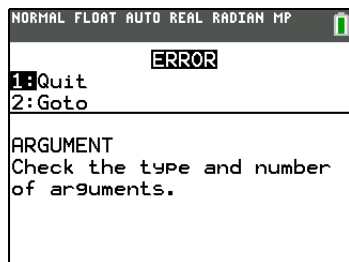 NORMAL FLOAT AUTO REAL RADIAN MP
ERROR
1:Quit
2:Goto
ARGUMENT
Check the type and number
of arguments.